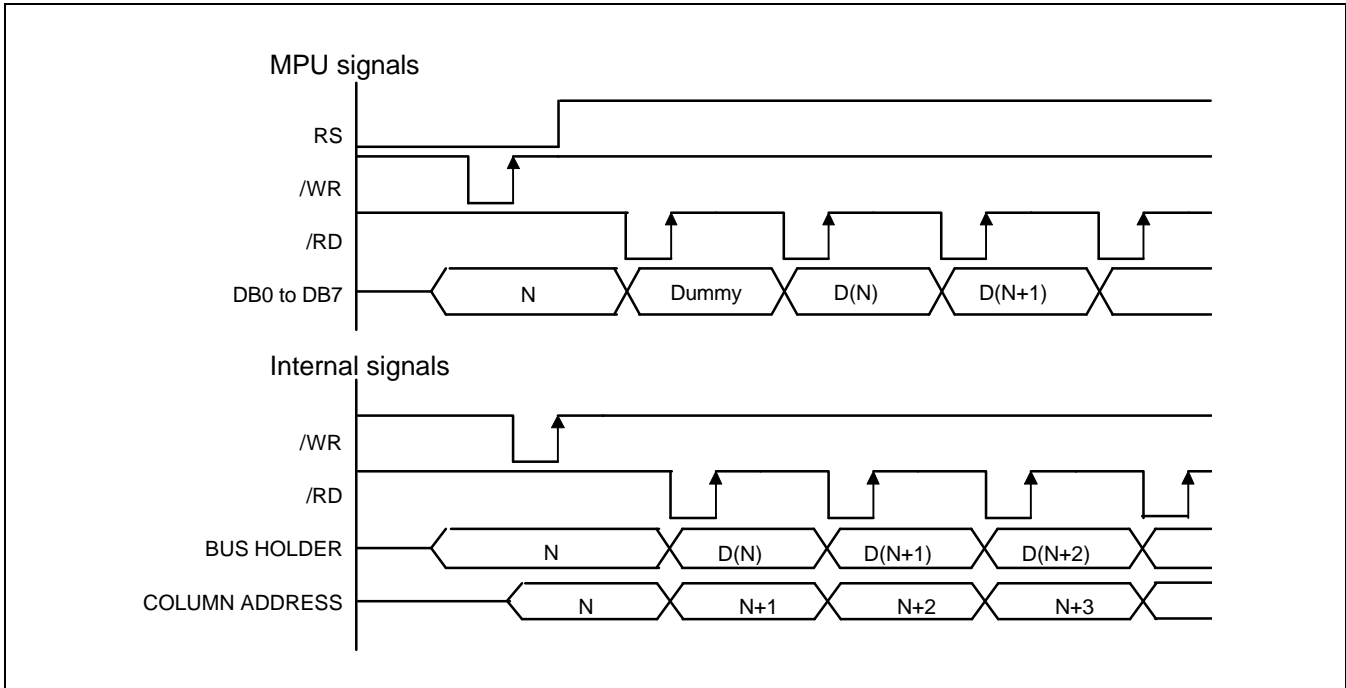 MPU signals
RS
/WR
/RD
DB0 to DB7 N Dummy D(N) D(N+1)
Internal signals
/WR
/RD
BUS HOLDER N D(N) D(N+1) D(N+2)
COLUMN ADDRESS N N+1 N+2 N+3